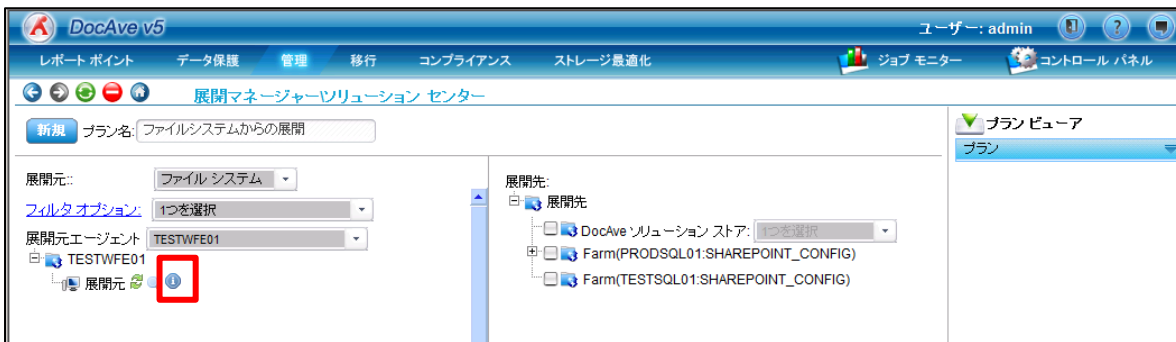 DocAve v5
ユーザー: admin
レポート ポイント データ保護 管理 移行 コンプライアンス ストレージ最適化 ジョブ モニター コントロール パネル
展開マネージャー\ソリューション センター
新規 プラン名: ファイルシステムからの展開
プラン ビューア
プラン
展開元::
ファイル システム
フィルタ オプション:
1つを選択
展開元エージェント
TESTWFE01
TESTWFE01
展開元
展開先:
展開先
DocAve ソリューション ストア: 1つを選択
Farm(PRODSQL01:SHAREPOINT_CONFIG)
Farm(TESTSQL01:SHAREPOINT_CONFIG)